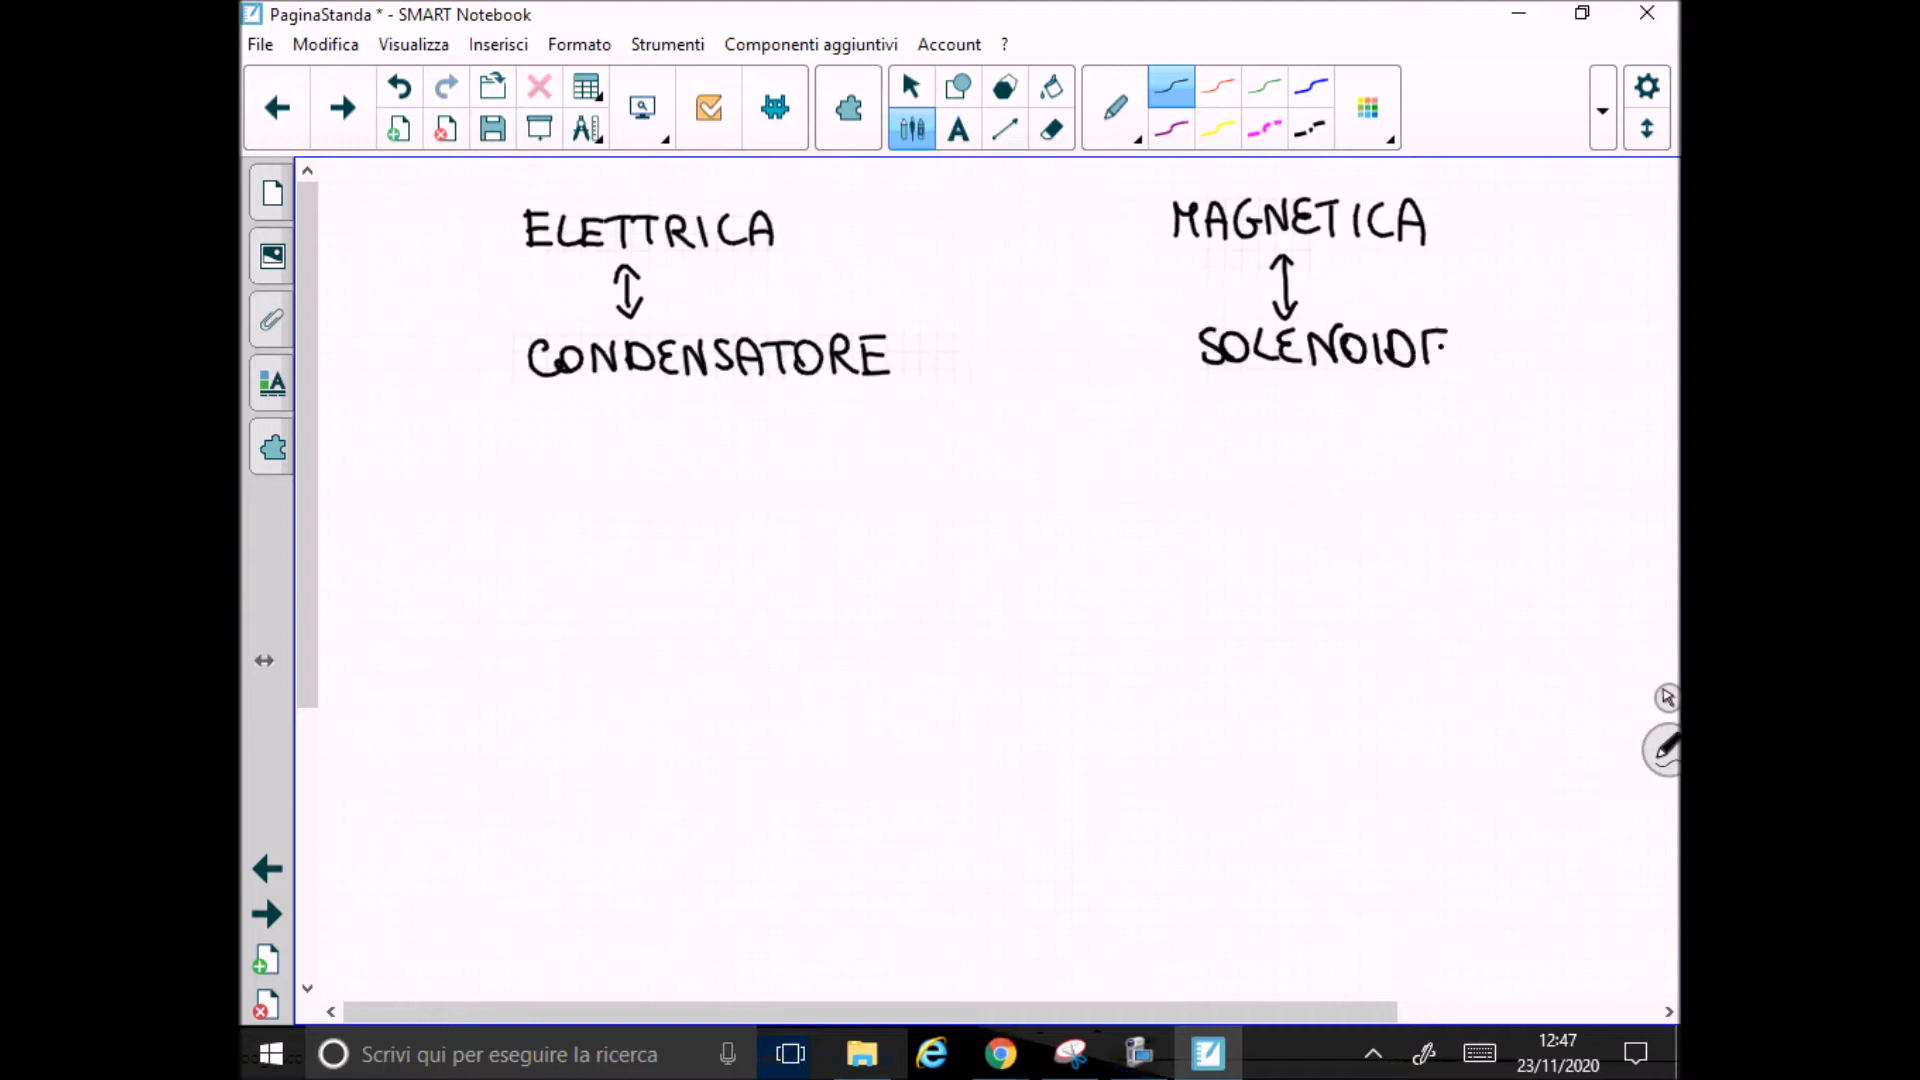 PaginaStanda * - SMART Notebook
File Modifica Visualizza Inserisci Formato Strumenti Componenti aggiuntivi Account ?
ELETTRICA
MAGNETICA
CONDENSATORE
SOLENOIDE
Scrivi qui per eseguire la ricerca
12:47
23/11/2020